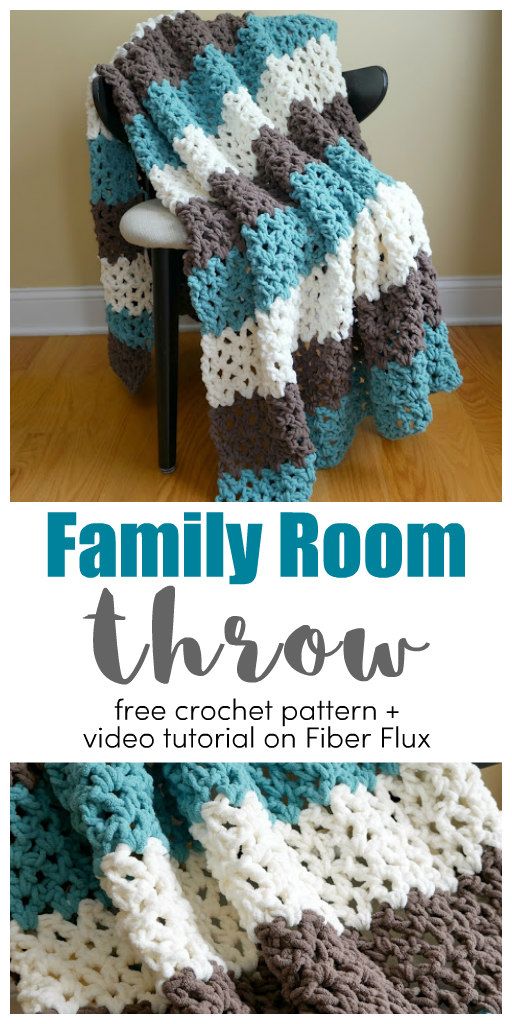 Family Room
throw
free crochet pattern +
video tutorial on Fiber Flux